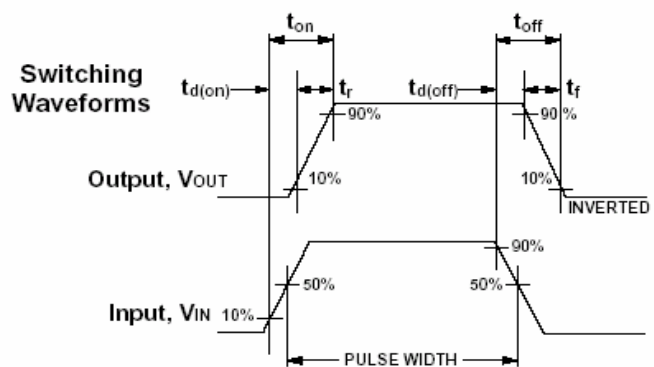 ton
toff
Switching
Waveforms
td(on)
tr
td(off)
tf
90%
90 %
Output, VOUT
10%
10%
INVERTED
90%
50%
50%
Input, VIN
10%
PULSE WIDTH